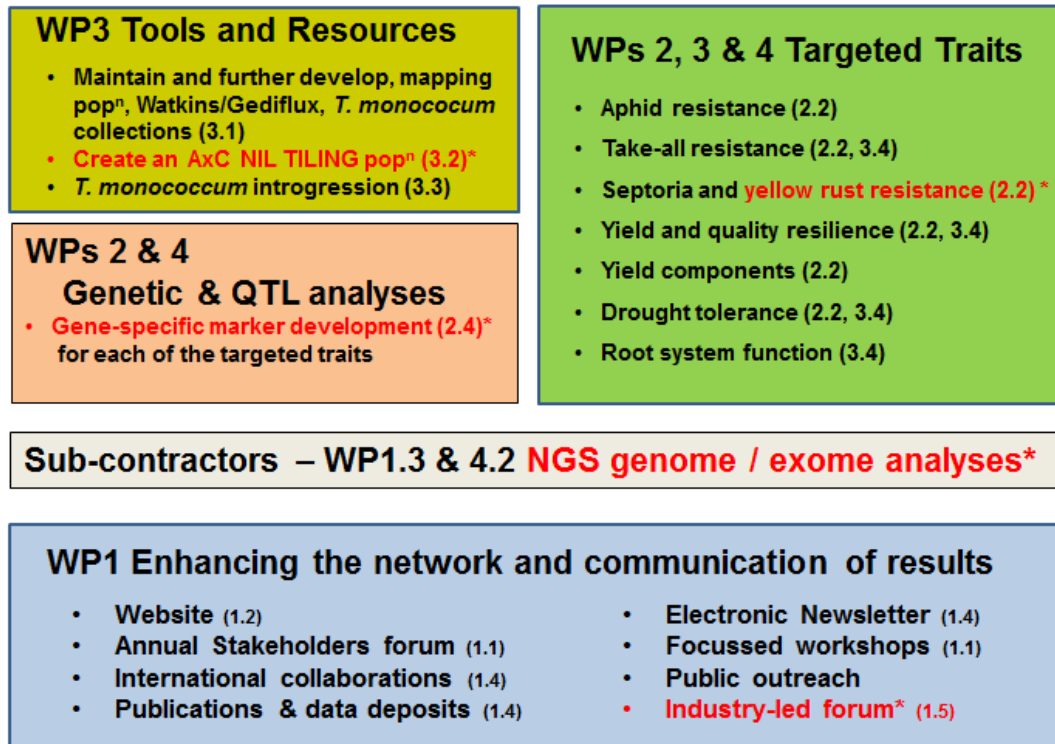 WP3 Tools and Resources
• Maintain and further develop, mapping
popⁿ, Watkins/Gediflux, T. monococum
collections (3.1)
• Create an AxC NIL TILING popⁿ (3.2)*
• T. monococcum introgression (3.3)
WPs 2 & 4
Genetic & QTL analyses
• Gene-specific marker development (2.4)*
for each of the targeted traits
WPs 2, 3 & 4 Targeted Traits
• Aphid resistance (2.2)
• Take-all resistance (2.2, 3.4)
• Septoria and yellow rust resistance (2.2) *
• Yield and quality resilience (2.2, 3.4)
• Yield components (2.2)
• Drought tolerance (2.2, 3.4)
• Root system function (3.4)
Sub-contractors – WP1.3 & 4.2 NGS genome / exome analyses*
WP1 Enhancing the network and communication of results
• Website (1.2)
• Annual Stakeholders forum (1.1)
• International collaborations (1.4)
• Publications & data deposits (1.4)
• Electronic Newsletter (1.4)
• Focussed workshops (1.1)
• Public outreach
• Industry-led forum* (1.5)